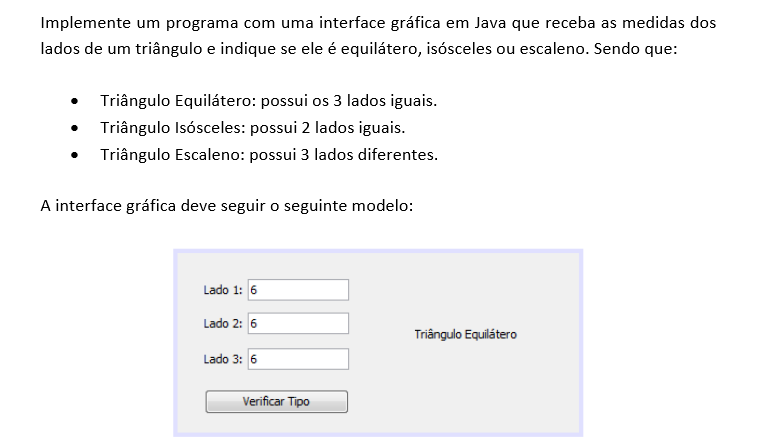 Implemente um programa com uma interface gráfica em Java que receba as medidas dos
lados de um triângulo e indique se ele é equilátero, isósceles ou escaleno. Sendo que:
• Triângulo Equilátero: possui os 3 lados iguais.
• Triângulo Isósceles: possui 2 lados iguais.
• Triângulo Escaleno: possui 3 lados diferentes.
A interface gráfica deve seguir o seguinte modelo:
Lado 1: 6
Lado 2: 6
Triângulo Equilátero
Lado 3: 6
Verificar Tipo